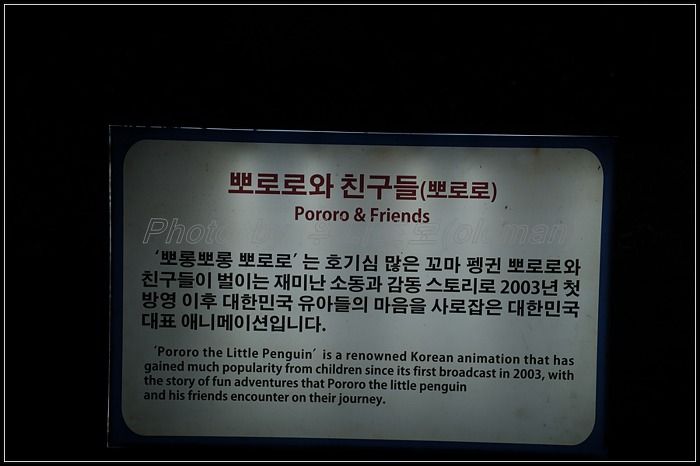 뽀로로와 친구들(뽀로로)
Pororo & Friends
Photo
'뽀롱뽀롱 뽀로로' 는 호기심 많은 꼬마 펭귄 뽀로로와
친구들이 벌이는 재미난 소동과 감동 스토리로 2003년 첫
방영 이후 대한민국 유아들의 마음을 사로잡은 대한민국
대표 애니메이션입니다.
'Pororo the Little Penguin' is a renowned Korean animation that has
gained much popularity from children since its first broadcast in 2003, with
the story of fun adventures that Pororo the little penguin
and his friends encounter on their journey.